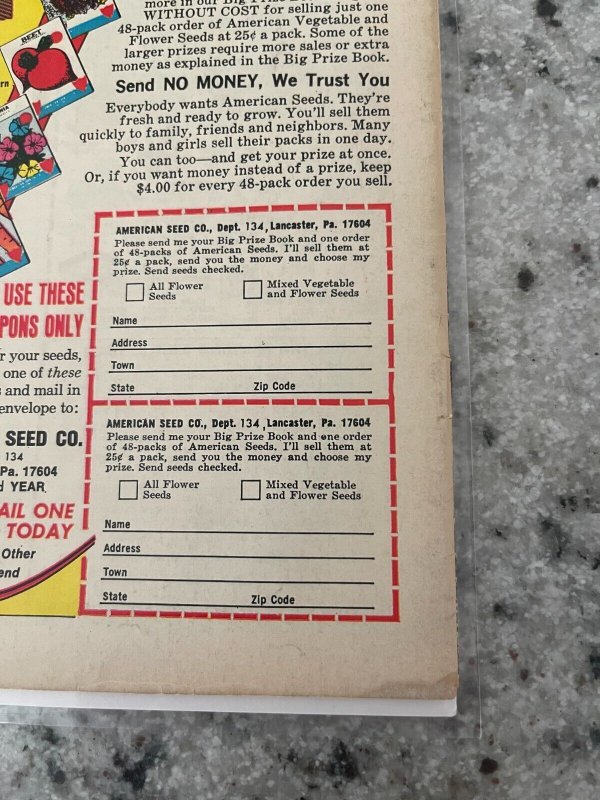 more in our Big Prize
WITHOUT COST for selling just one
48-pack order of American Vegetable and
Flower Seeds at 25¢ a pack. Some of the
larger prizes require more sales or extra
money as explained in the Big Prize Book.
Send NO MONEY, We Trust You
Everybody wants American Seeds. They're
fresh and ready to grow. You'll sell them
quickly to family, friends and neighbors. Many
boys and girls sell their packs in one day.
You can too—and get your prize at once.
Or, if you want money instead of a prize, keep
$4.00 for every 48-pack order you sell.
BEET
USE THESE
PONS ONLY
r your seeds,
one of these
s and mail in
envelope to:
SEED CO.
134
Pa. 17604
d YEAR
AIL ONE
TODAY
Other
end
AMERICAN SEED CO., Dept. 134, Lancaster, Pa. 17604
Please send me your Big Prize Book and one order
of 48-packs of American Seeds. I'll sell them at
25¢ a pack, send you the money and choose my
prize. Send seeds checked.
All Flower Seeds
Mixed Vegetable and Flower Seeds
Name
Address
Town
State Zip Code
AMERICAN SEED CO., Dept. 134, Lancaster, Pa. 17604
Please send me your Big Prize Book and one order
of 48-packs of American Seeds. I'll sell them at
25¢ a pack, send you the money and choose my
prize. Send seeds checked.
All Flower Seeds
Mixed Vegetable and Flower Seeds
Name
Address
Town
State Zip Code